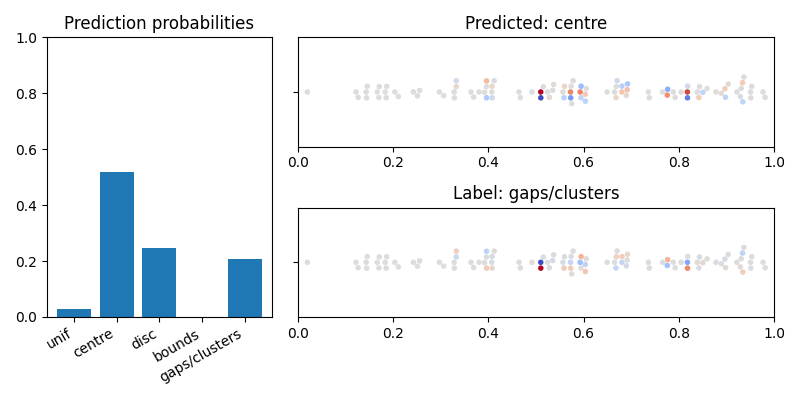 Prediction probabilities
1.0
0.8
0.6
0.4
0.2
0.0
unif
centre
disc
bounds
gaps/clusters
Predicted: centre
0.0 0.2 0.4 0.6 0.8 1.0
Label: gaps/clusters
0.0 0.2 0.4 0.6 0.8 1.0